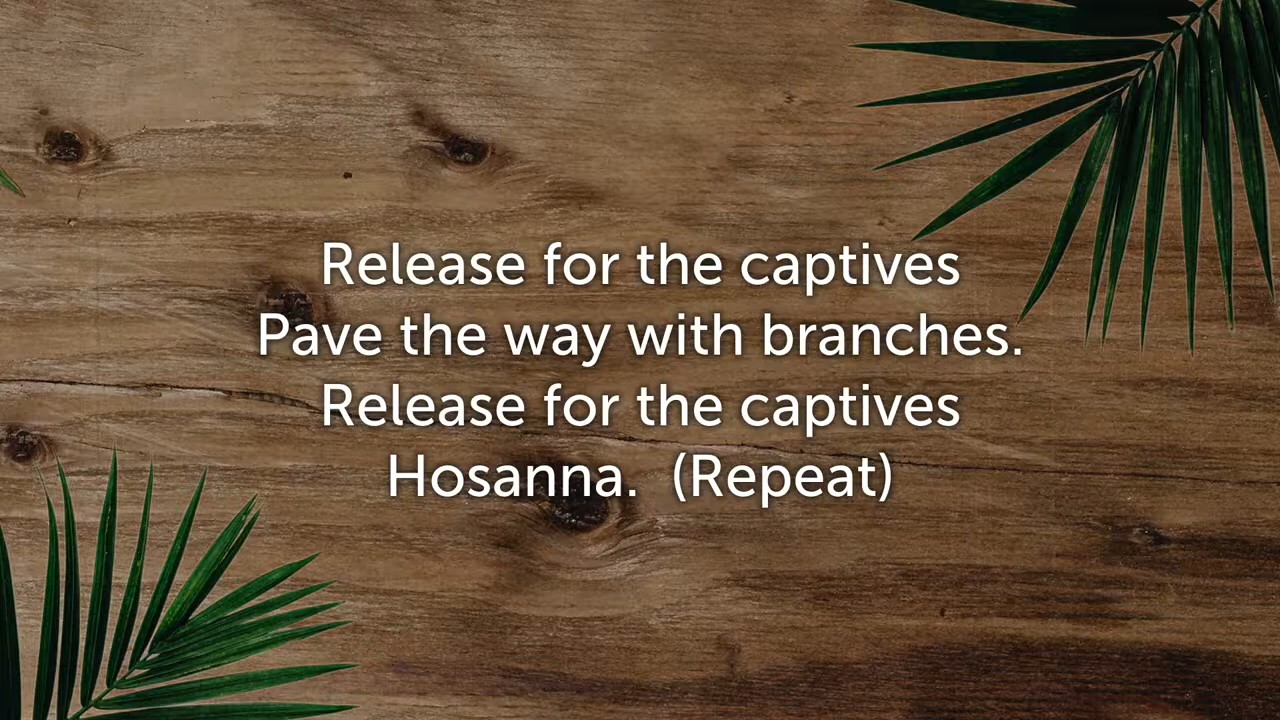 Release for the captives
Pave the way with branches.
Release for the captives
Hosanna.  (Repeat)